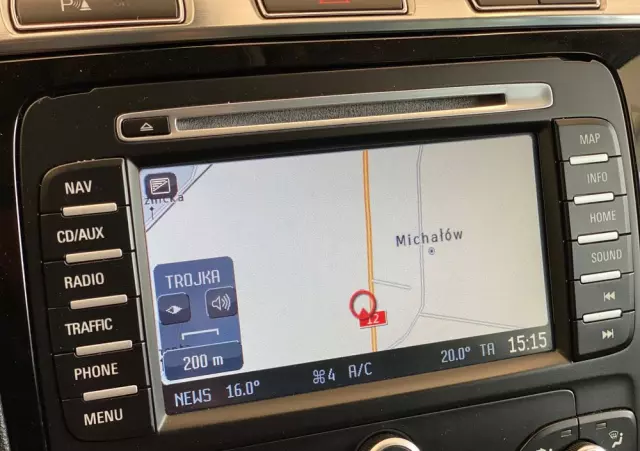 P
NAV
CD/AUX
RADIO
TRAFFIC
PHONE
MENU
MAP
INFO
HOME
SOUND
Michałów
12
TROJKA
200 m
NEWS 16.0° 4 A/C 20.0° TA 15:15